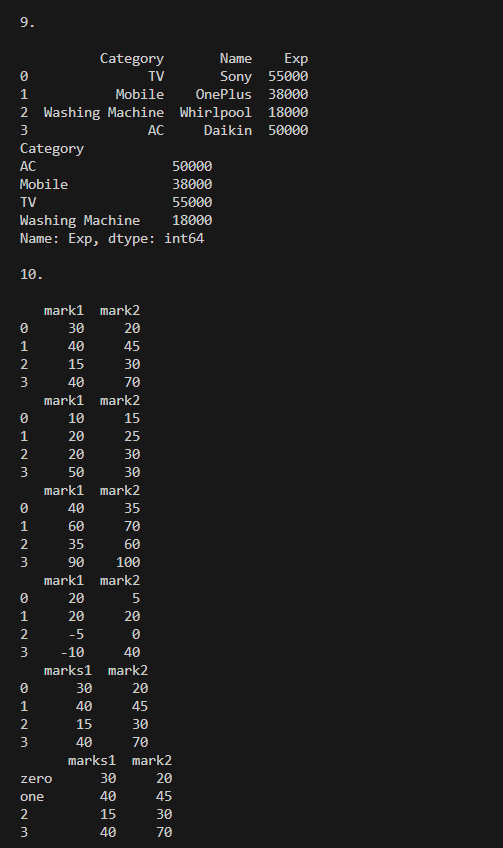 9.
            Category       Name    Exp
0                 TV       Sony  55000
1             Mobile    OnePlus  38000
2    Washing Machine  Whirlpool  18000
3                 AC     Daikin  50000
Category
AC                 50000
Mobile             38000
TV                 55000
Washing Machine    18000
Name: Exp, dtype: int64
10.
   mark1  mark2
0     30     20
1     40     45
2     15     30
3     40     70
   mark1  mark2
0     10     15
1     20     25
2     20     30
3     50     30
   mark1  mark2
0     40     35
1     60     70
2     35     60
3     90    100
   mark1  mark2
0     20      5
1     20     20
2     -5      0
3    -10     40
   marks1  mark2
0      30     20
1      40     45
2      15     30
3      40     70
      marks1  mark2
zero      30     20
one       40     45
2         15     30
3         40     70